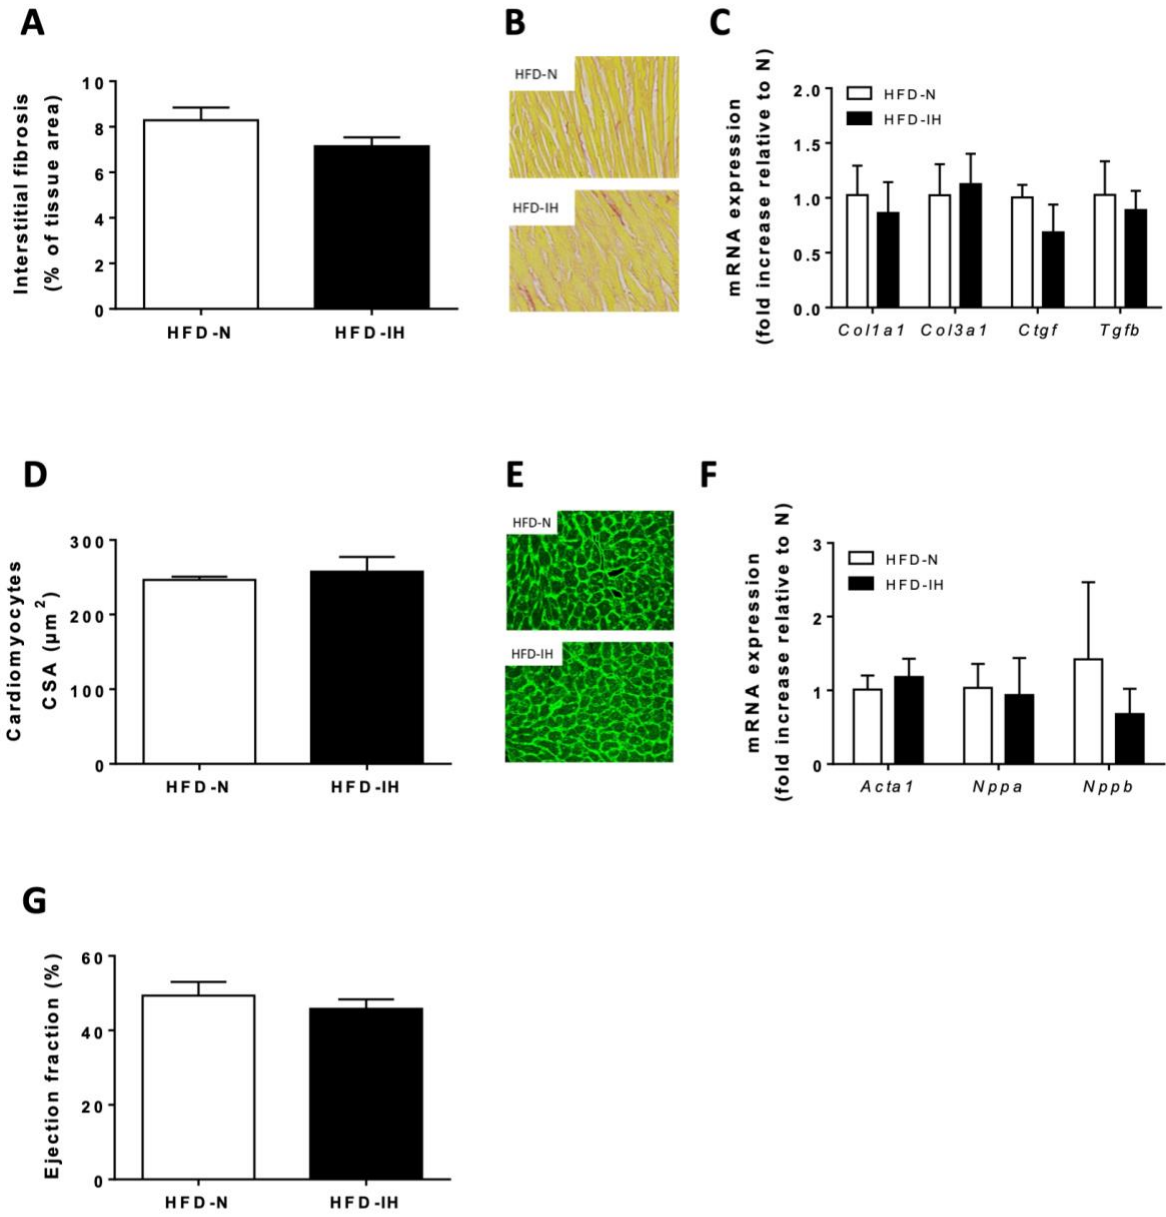 A
Interstitial fibrosis
(% of tissue area)
10
8
6
4
2
0
HFD-N
HFD-IH
B
HFD-N
HFD-IH
C
mRNA expression
(fold increase relative to N)
2.0
1.5
1.0
0.5
0.0
HFD-N
HFD-IH
Col1a1 Col3a1 Ctgf Tgfb
D
Cardiomyocytes
CSA (µm²)
300
200
100
0
HFD-N
HFD-IH
E
HFD-N
HFD-IH
F
mRNA expression
(fold increase relative to N)
3
2
1
0
HFD-N
HFD-IH
Acta1 Nppa Nppb
G
Ejection fraction (%)
60
40
20
0
HFD-N
HFD-IH